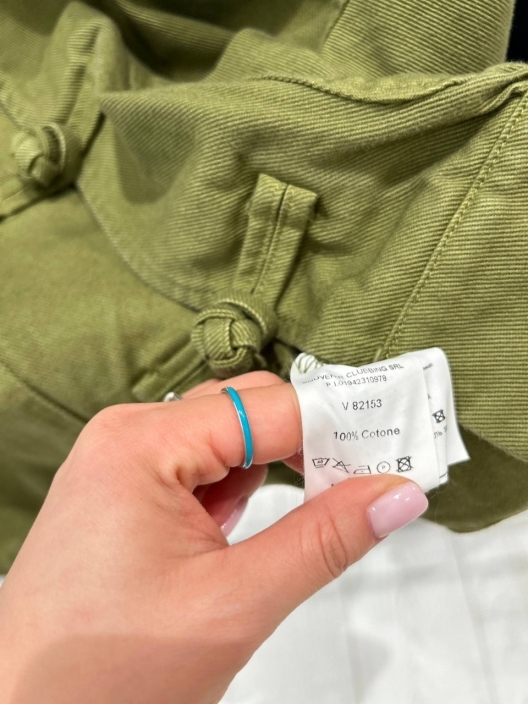 CLUBBING SRL
P.I.01942310978
V 82153
100% Cotone